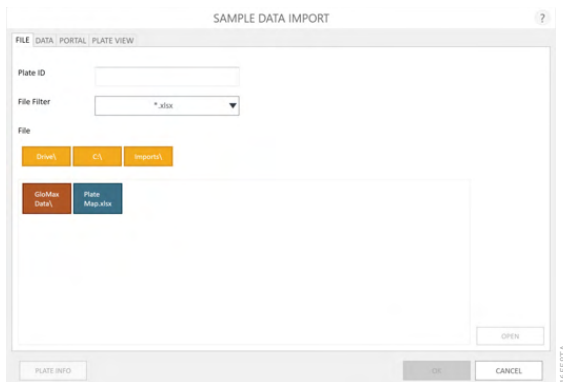 SAMPLE DATA IMPORT
?
FILE DATA PORTAL PLATE VIEW
Plate ID
File Filter
*.xlsx
File
Drive\ C:\ Imports\
GloMax
Data\
Plate
Map.xlsx
OPEN
PLATE INFO
OK
CANCEL